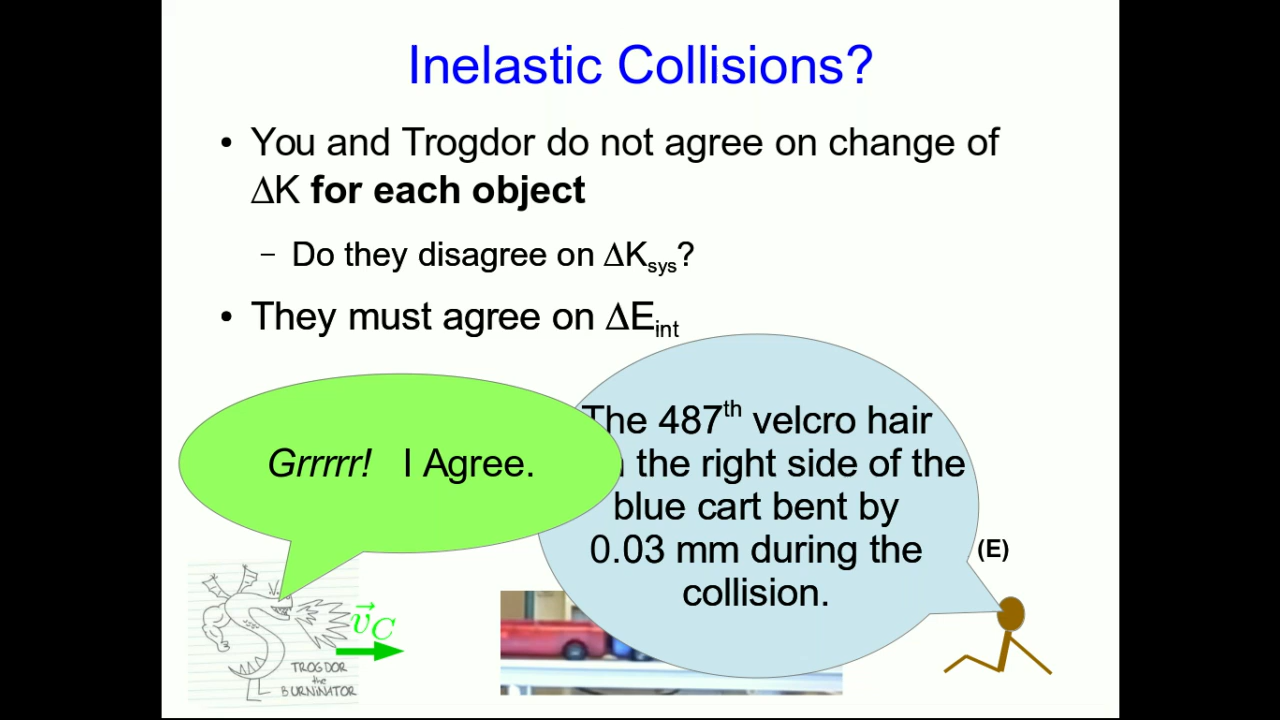 Inelastic Collisions?
• You and Trogdor do not agree on change of
ΔK for each object
– Do they disagree on ΔKsys?
• They must agree on ΔEint
The 487th velcro hair
the right side of the
blue cart bent by
0.03 mm during the
collision.
Grrrrr! I Agree.
(E)
v⃗C
TROGDOR
the
BURNINATOR